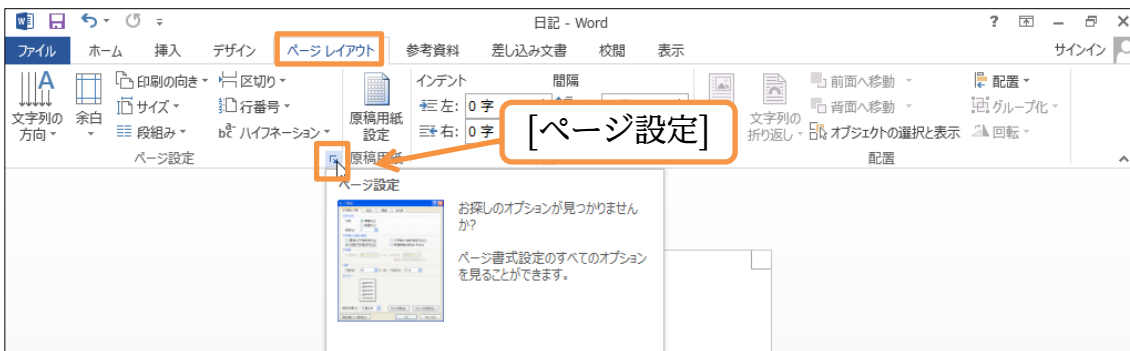 日記 - Word
ファイル ホーム 挿入 デザイン ページ レイアウト 参考資料 差し込み文書 校閲 表示 サインイン
文字列の方向
余白
印刷の向き
サイズ
段組み
区切り
行番号
ハイフネーション
ページ設定
原稿用紙
設定
原稿用紙
インデント
左: 0 字
右: 0 字
間隔
[ページ設定]
文字列の
折り返し
前面へ移動
背面へ移動
オブジェクトの選択と表示
配置
グループ化
回転
配置
ページ設定
お探しのオプションが見つかりません
か?
ページ書式設定のすべてのオプション
を見ることができます。